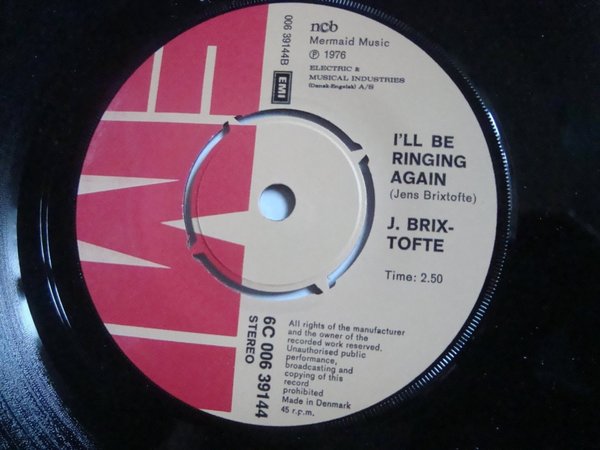 006 39144B
ncb
Mermaid Music
℗ 1976
ELECTRIC &
MUSICAL INDUSTRIES
(Dansk-Engelsk) A/S
EMI
EMI
I'LL BE
RINGING
AGAIN
(Jens Brixtofte)
J. BRIX-
TOFTE
Time: 2.50
6C 006 39144
STEREO
All rights of the manufacturer
and the owner of the
recorded work reserved.
Unauthorised public
performance,
broadcasting and
copying of this
record
prohibited
Made in Denmark
45 r.p.m.